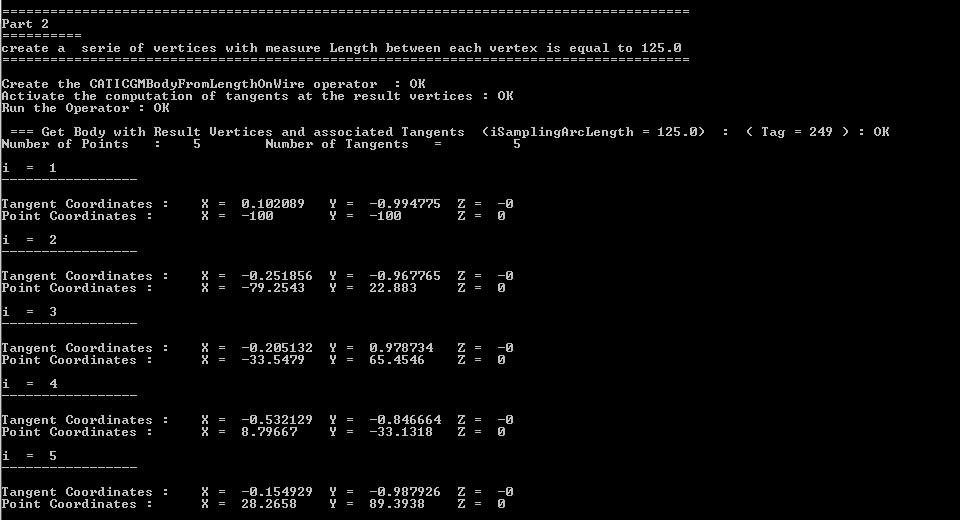 ======================================================================================
Part 2
==========
create a  serie of vertices with measure Length between each vertex is equal to 125.0
======================================================================================
Create the CATICGMBodyFromLengthOnWire operator  : OK
Activate the computation of tangents at the result vertices : OK
Run the Operator : OK
 === Get Body with Result Vertices and associated Tangents  (iSamplingArcLength = 125.0)  :  ( Tag = 249 ) : OK
Number of Points   :    5        Number of Tangents   =         5
i  =  1
-----------------
Tangent Coordinates :    X =  0.102089   Y =  -0.994775  Z =  -0
Point Coordinates :      X =  -100       Y =  -100       Z =  0
i  =  2
-----------------
Tangent Coordinates :    X =  -0.251856  Y =  -0.967765  Z =  -0
Point Coordinates :      X =  -79.2543   Y =  22.883     Z =  0
i  =  3
-----------------
Tangent Coordinates :    X =  -0.205132  Y =  0.978734   Z =  -0
Point Coordinates :      X =  -33.5479   Y =  65.4546    Z =  0
i  =  4
-----------------
Tangent Coordinates :    X =  -0.532129  Y =  -0.846664  Z =  -0
Point Coordinates :      X =  8.79667    Y =  -33.1318   Z =  0
i  =  5
-----------------
Tangent Coordinates :    X =  -0.154929  Y =  -0.987926  Z =  -0
Point Coordinates :      X =  28.2658    Y =  89.3938    Z =  0